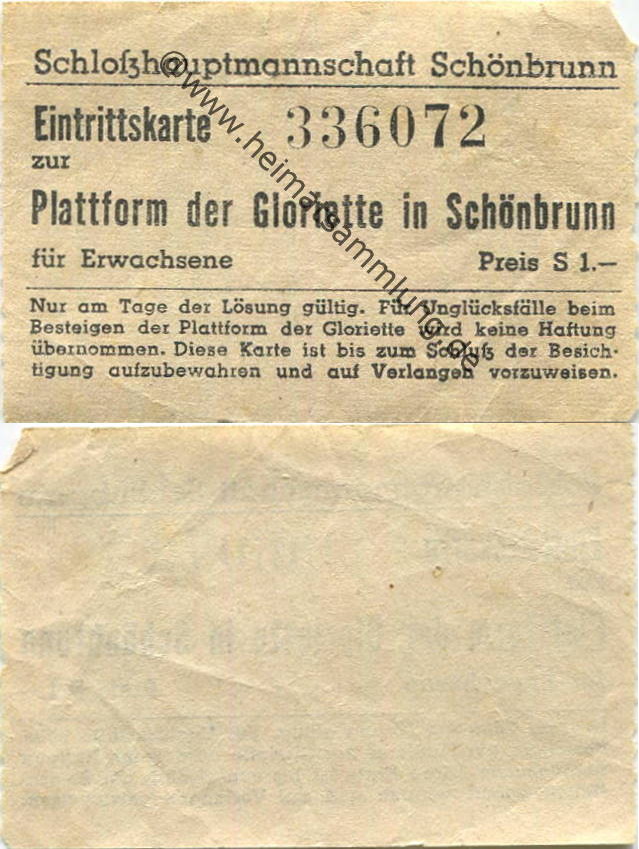 Schloßhauptmannschaft Schönbrunn
Eintrittskarte 336072
zur
Plattform der Gloriette in Schönbrunn
für Erwachsene Preis S 1.—
Nur am Tage der Lösung gültig. Für Unglücksfälle beim
Besteigen der Plattform der Gloriette wird keine Haftung
übernommen. Diese Karte ist bis zum Schluß der Besich-
tigung aufzubewahren und auf Verlangen vorzuweisen.
@www.heimatsammlung.de